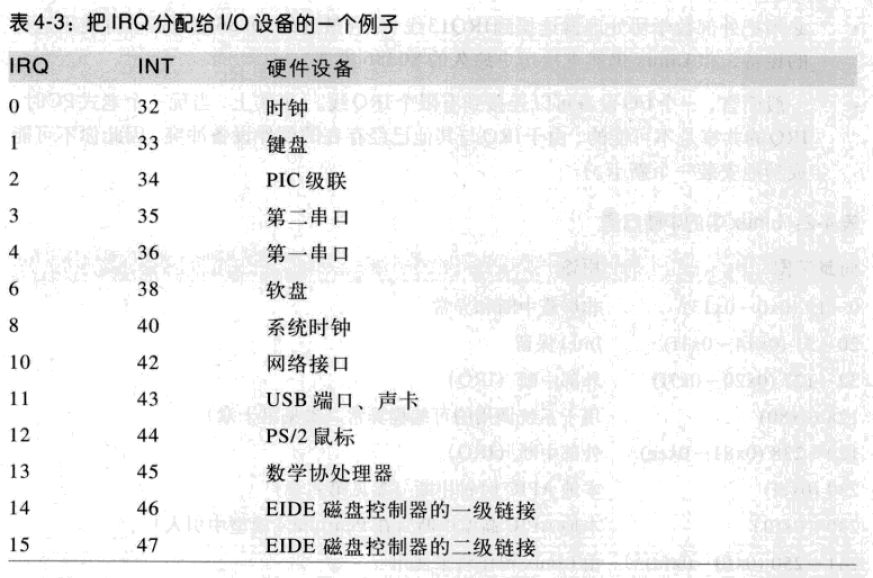 表 4-3：把 IRQ 分配给 I/O 设备的一个例子
IRQ INT 硬件设备
0 32 时钟
1 33 键盘
2 34 PIC 级联
3 35 第二串口
4 36 第一串口
6 38 软盘
8 40 系统时钟
10 42 网络接口
11 43 USB 端口、声卡
12 44 PS/2 鼠标
13 45 数学协处理器
14 46 EIDE 磁盘控制器的一级链接
15 47 EIDE 磁盘控制器的二级链接